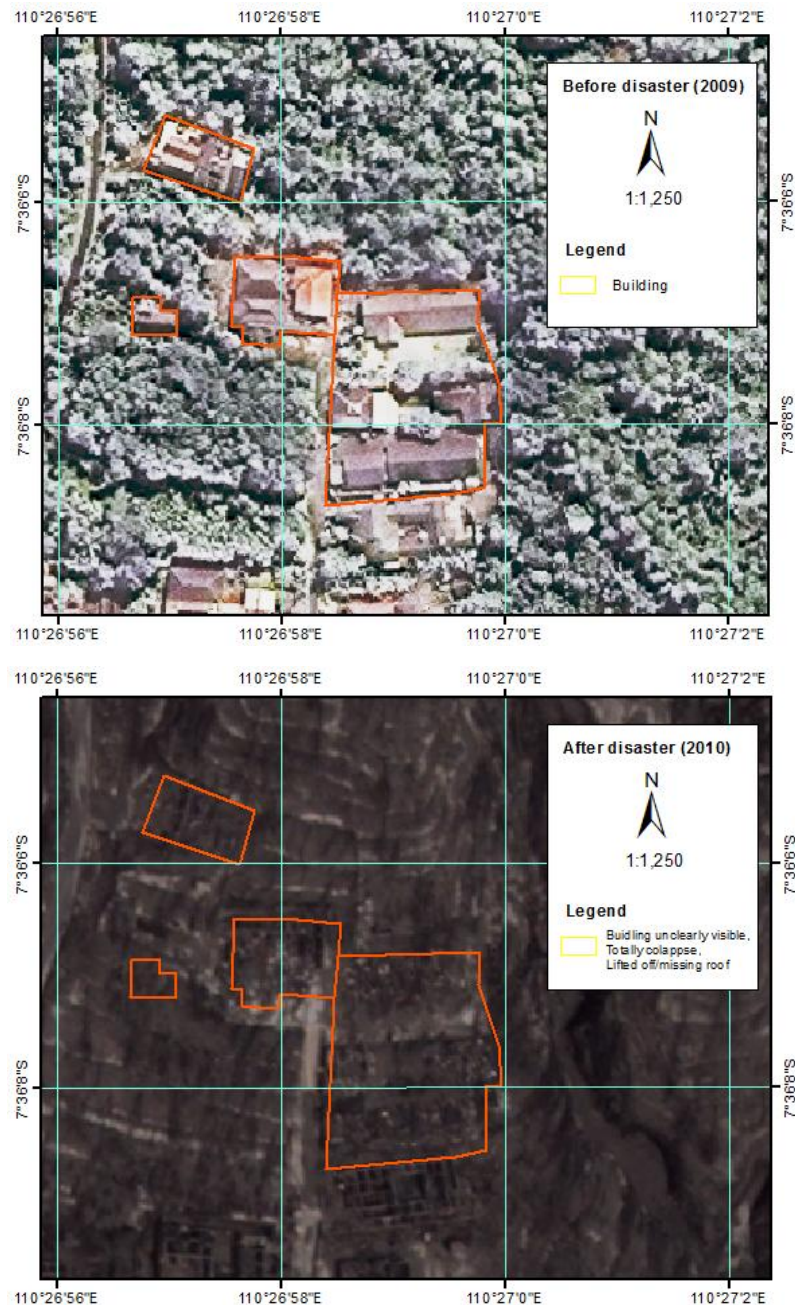 110°26'56"E 110°26'58"E 110°27'0"E 110°27'2"E
Before disaster (2009)
N
1:1,250
Legend
Building
7°36'6"S 7°36'6"S
7°36'8"S 7°36'8"S
110°26'56"E 110°26'58"E 110°27'0"E 110°27'2"E
110°26'56"E 110°26'58"E 110°27'0"E 110°27'2"E
After disaster (2010)
N
1:1,250
Legend
Buidling unclearly visible,
Totally colappse,
Lifted off/missing roof
7°36'6"S 7°36'6"S
7°36'8"S 7°36'8"S
110°26'56"E 110°26'58"E 110°27'0"E 110°27'2"E